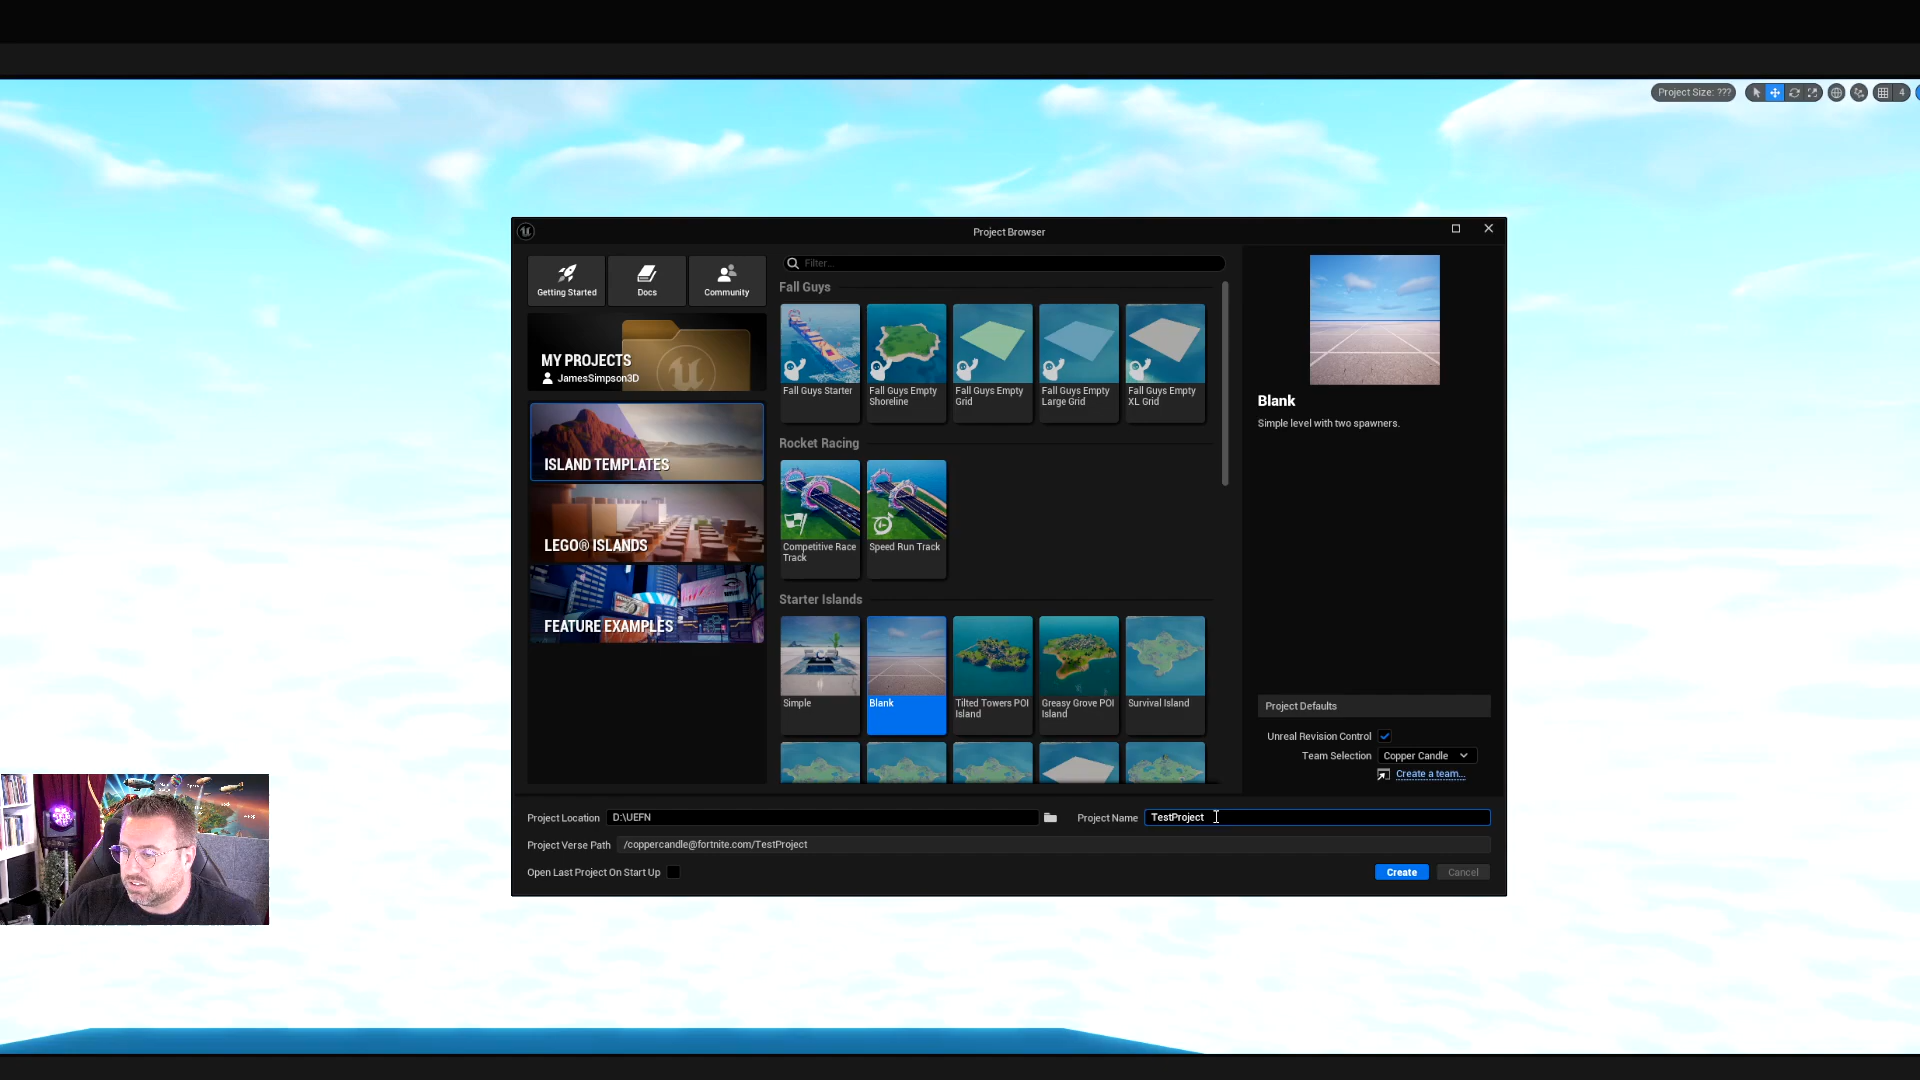 Project Size: ???
4
Project Browser
Getting Started
Docs
Community
MY PROJECTS
JamesSimpson3D
ISLAND TEMPLATES
LEGO® ISLANDS
FEATURE EXAMPLES
Filter...
Fall Guys
Fall Guys Starter
Fall Guys Empty
Shoreline
Fall Guys Empty
Grid
Fall Guys Empty
Large Grid
Fall Guys Empty
XL Grid
Rocket Racing
Competitive Race
Track
Speed Run Track
Starter Islands
Simple
Blank
Tilted Towers POI
Island
Greasy Grove POI
Island
Survival Island
Blank
Simple level with two spawners.
Project Defaults
Unreal Revision Control
Team Selection Copper Candle
Create a team...
Project Location D:\UEFN
Project Name TestProject
Project Verse Path /coppercandle@fortnite.com/TestProject
Open Last Project On Start Up
Create
Cancel